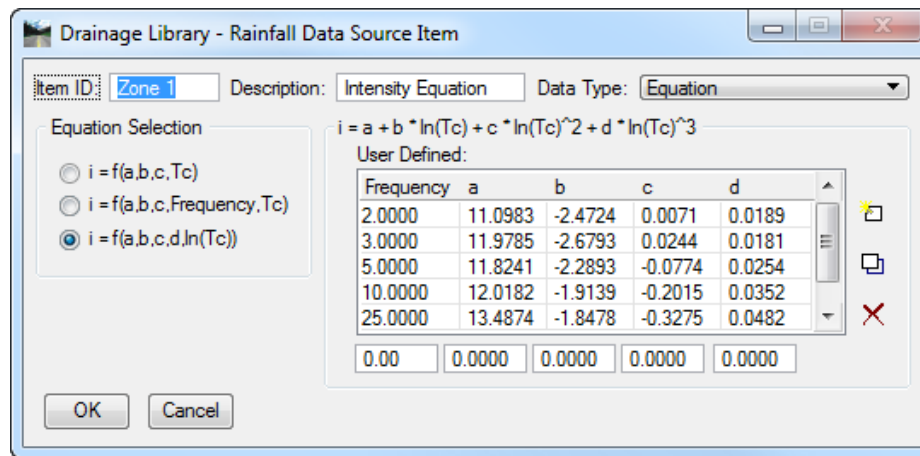 Drainage Library - Rainfall Data Source Item
Item ID: Zone 1 Description: Intensity Equation Data Type: Equation
Equation Selection
i = a + b * ln(Tc) + c * ln(Tc)^2 + d * ln(Tc)^3
User Defined:
i = f(a,b,c,Tc)
i = f(a,b,c,Frequency,Tc)
i = f(a,b,c,d,ln(Tc))
Frequency a b c d
2.0000 11.0983 -2.4724 0.0071 0.0189
3.0000 11.9785 -2.6793 0.0244 0.0181
5.0000 11.8241 -2.2893 -0.0774 0.0254
10.0000 12.0182 -1.9139 -0.2015 0.0352
25.0000 13.4874 -1.8478 -0.3275 0.0482
0.00 0.0000 0.0000 0.0000 0.0000
OK Cancel